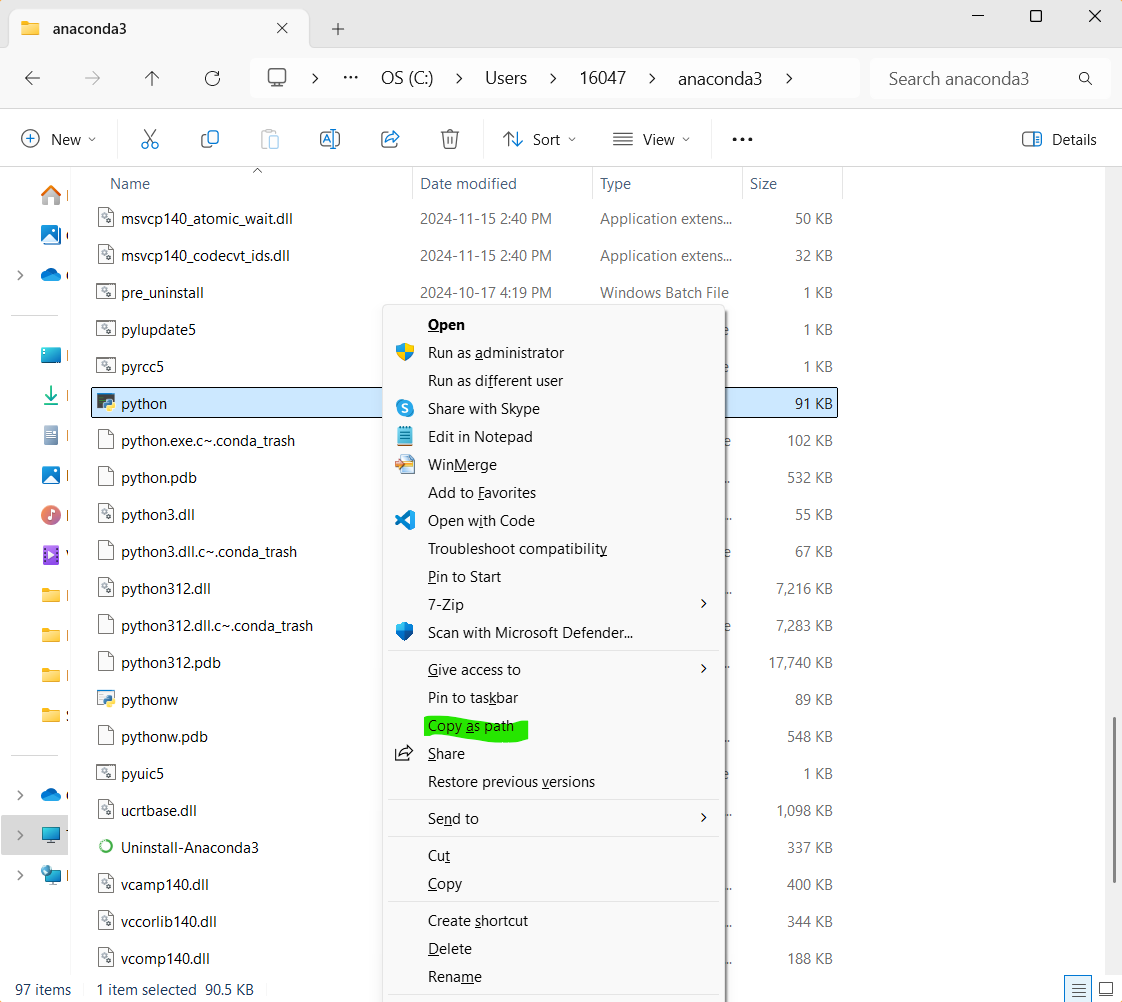 anaconda3
OS (C:) Users 16047 anaconda3
Search anaconda3
New Sort View Details
Name Date modified Type Size
msvcp140_atomic_wait.dll 2024-11-15 2:40 PM Application extens... 50 KB
msvcp140_codecvt_ids.dll 2024-11-15 2:40 PM Application extens... 32 KB
pre_uninstall 2024-10-17 4:19 PM Windows Batch File 1 KB
pylupdate5 1 KB
pyrcc5 1 KB
python 91 KB
python.exe.c~.conda_trash 102 KB
python.pdb 532 KB
python3.dll 55 KB
python3.dll.c~.conda_trash 67 KB
python312.dll 7,216 KB
python312.dll.c~.conda_trash 7,283 KB
python312.pdb 17,740 KB
pythonw 89 KB
pythonw.pdb 548 KB
pyuic5 1 KB
ucrtbase.dll 1,098 KB
Uninstall-Anaconda3 337 KB
vcamp140.dll 400 KB
vccorlib140.dll 344 KB
vcomp140.dll 188 KB
Open
Run as administrator
Run as different user
Share with Skype
Edit in Notepad
WinMerge
Add to Favorites
Open with Code
Troubleshoot compatibility
Pin to Start
7-Zip
Scan with Microsoft Defender...
Give access to
Pin to taskbar
Copy as path
Share
Restore previous versions
Send to
Cut
Copy
Create shortcut
Delete
Rename
97 items 1 item selected 90.5 KB